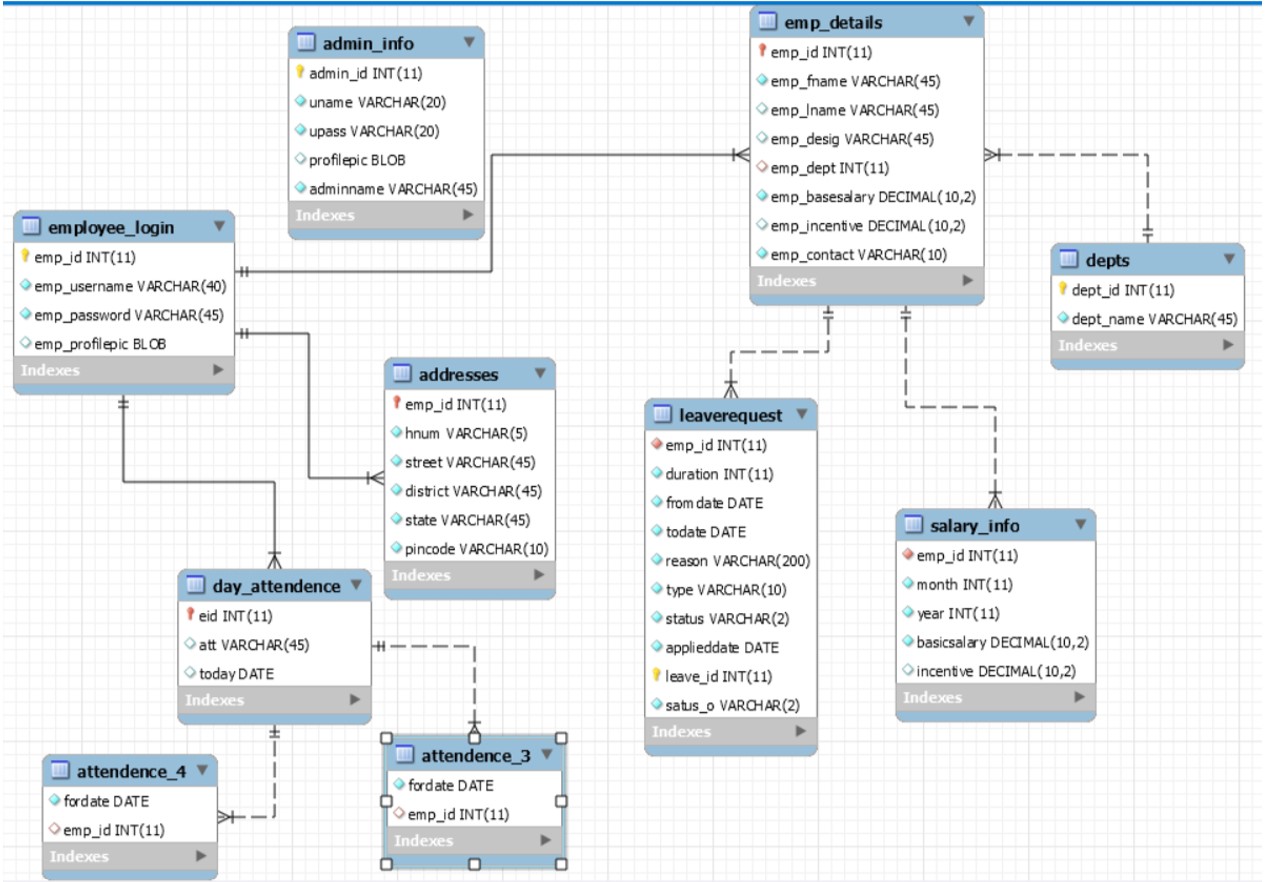 admin_info
admin_id INT(11)
uname VARCHAR(20)
upass VARCHAR(20)
profilepic BLOB
adminname VARCHAR(45)
Indexes
emp_details
emp_id INT(11)
emp_fname VARCHAR(45)
emp_lname VARCHAR(45)
emp_desig VARCHAR(45)
emp_dept INT(11)
emp_basesalary DECIMAL(10,2)
emp_incentive DECIMAL(10,2)
emp_contact VARCHAR(10)
Indexes
employee_login
emp_id INT(11)
emp_username VARCHAR(40)
emp_password VARCHAR(45)
emp_profilepic BLOB
Indexes
depts
dept_id INT(11)
dept_name VARCHAR(45)
Indexes
addresses
emp_id INT(11)
hnum VARCHAR(5)
street VARCHAR(45)
district VARCHAR(45)
state VARCHAR(45)
pincode VARCHAR(10)
Indexes
leaverequest
emp_id INT(11)
duration INT(11)
fromdate DATE
todate DATE
reason VARCHAR(200)
type VARCHAR(10)
status VARCHAR(2)
applieddate DATE
leave_id INT(11)
satus_o VARCHAR(2)
Indexes
salary_info
emp_id INT(11)
month INT(11)
year INT(11)
basicsalary DECIMAL(10,2)
incentive DECIMAL(10,2)
Indexes
day_attendence
eid INT(11)
att VARCHAR(45)
today DATE
Indexes
attendence_4
fordate DATE
emp_id INT(11)
Indexes
attendence_3
fordate DATE
emp_id INT(11)
Indexes